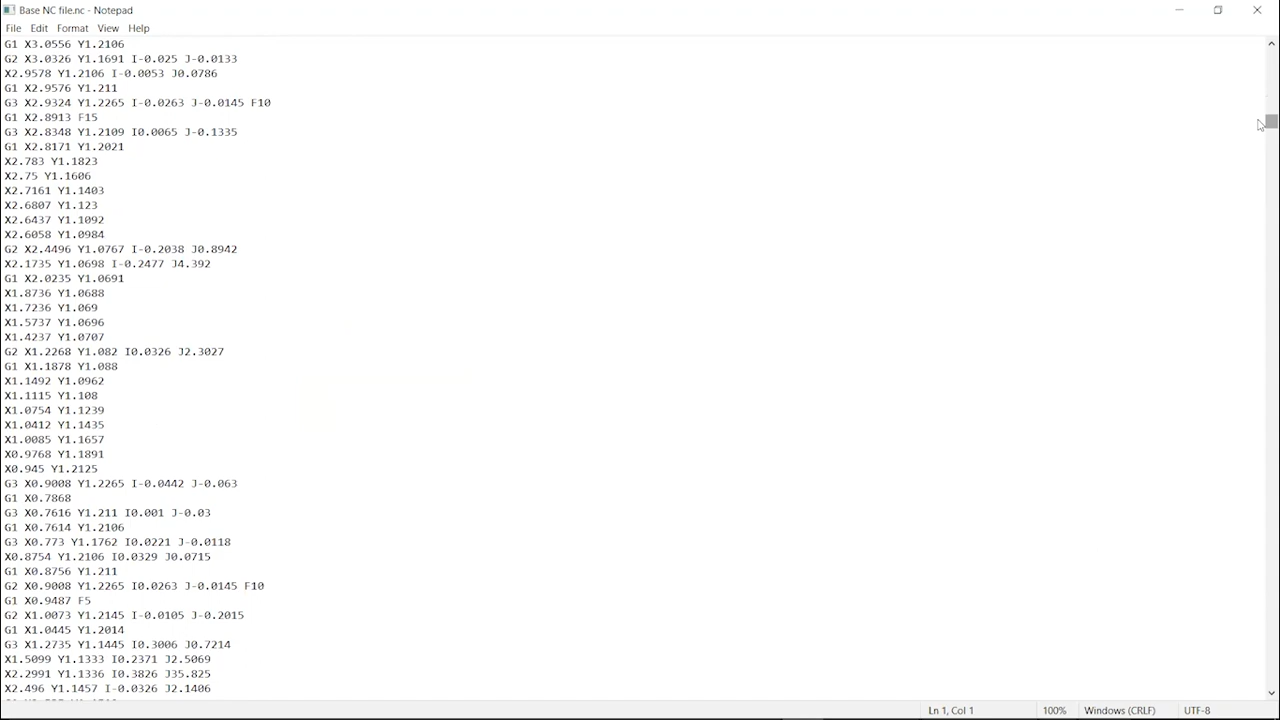 Base NC file.nc - Notepad
File Edit Format View Help
G1 X3.0556 Y1.2106
G2 X3.0326 Y1.1691 I-0.025 J-0.0133
X2.9578 Y1.2106 I-0.0053 J0.0786
G1 X2.9576 Y1.211
G3 X2.9324 Y1.2265 I-0.0263 J-0.0145 F10
G1 X2.8913 F15
G3 X2.8348 Y1.2109 I0.0065 J-0.1335
G1 X2.8171 Y1.2021
X2.783 Y1.1823
X2.75 Y1.1606
X2.7161 Y1.1403
X2.6807 Y1.123
X2.6437 Y1.1092
X2.6058 Y1.0984
G2 X2.4496 Y1.0767 I-0.2038 J0.8942
X2.1735 Y1.0698 I-0.2477 J4.392
G1 X2.0235 Y1.0691
X1.8736 Y1.0688
X1.7236 Y1.069
X1.5737 Y1.0696
X1.4237 Y1.0707
G2 X1.2268 Y1.082 I0.0326 J2.3027
G1 X1.1878 Y1.088
X1.1492 Y1.0962
X1.1115 Y1.108
X1.0754 Y1.1239
X1.0412 Y1.1435
X1.0085 Y1.1657
X0.9768 Y1.1891
X0.945 Y1.2125
G3 X0.9008 Y1.2265 I-0.0442 J-0.063
G1 X0.7868
G3 X0.7616 Y1.211 I0.001 J-0.03
G1 X0.7614 Y1.2106
G3 X0.773 Y1.1762 I0.0221 J-0.0118
X0.8754 Y1.2106 I0.0329 J0.0715
G1 X0.8756 Y1.211
G2 X0.9008 Y1.2265 I0.0263 J-0.0145 F10
G1 X0.9487 F5
G2 X1.0073 Y1.2145 I-0.0105 J-0.2015
G1 X1.0445 Y1.2014
G3 X1.2735 Y1.1445 I0.3006 J0.7214
X1.5099 Y1.1333 I0.2371 J2.5069
X2.2991 Y1.1336 I0.3826 J35.825
X2.496 Y1.1457 I-0.0326 J2.1406
Ln 1, Col 1 100% Windows (CRLF) UTF-8